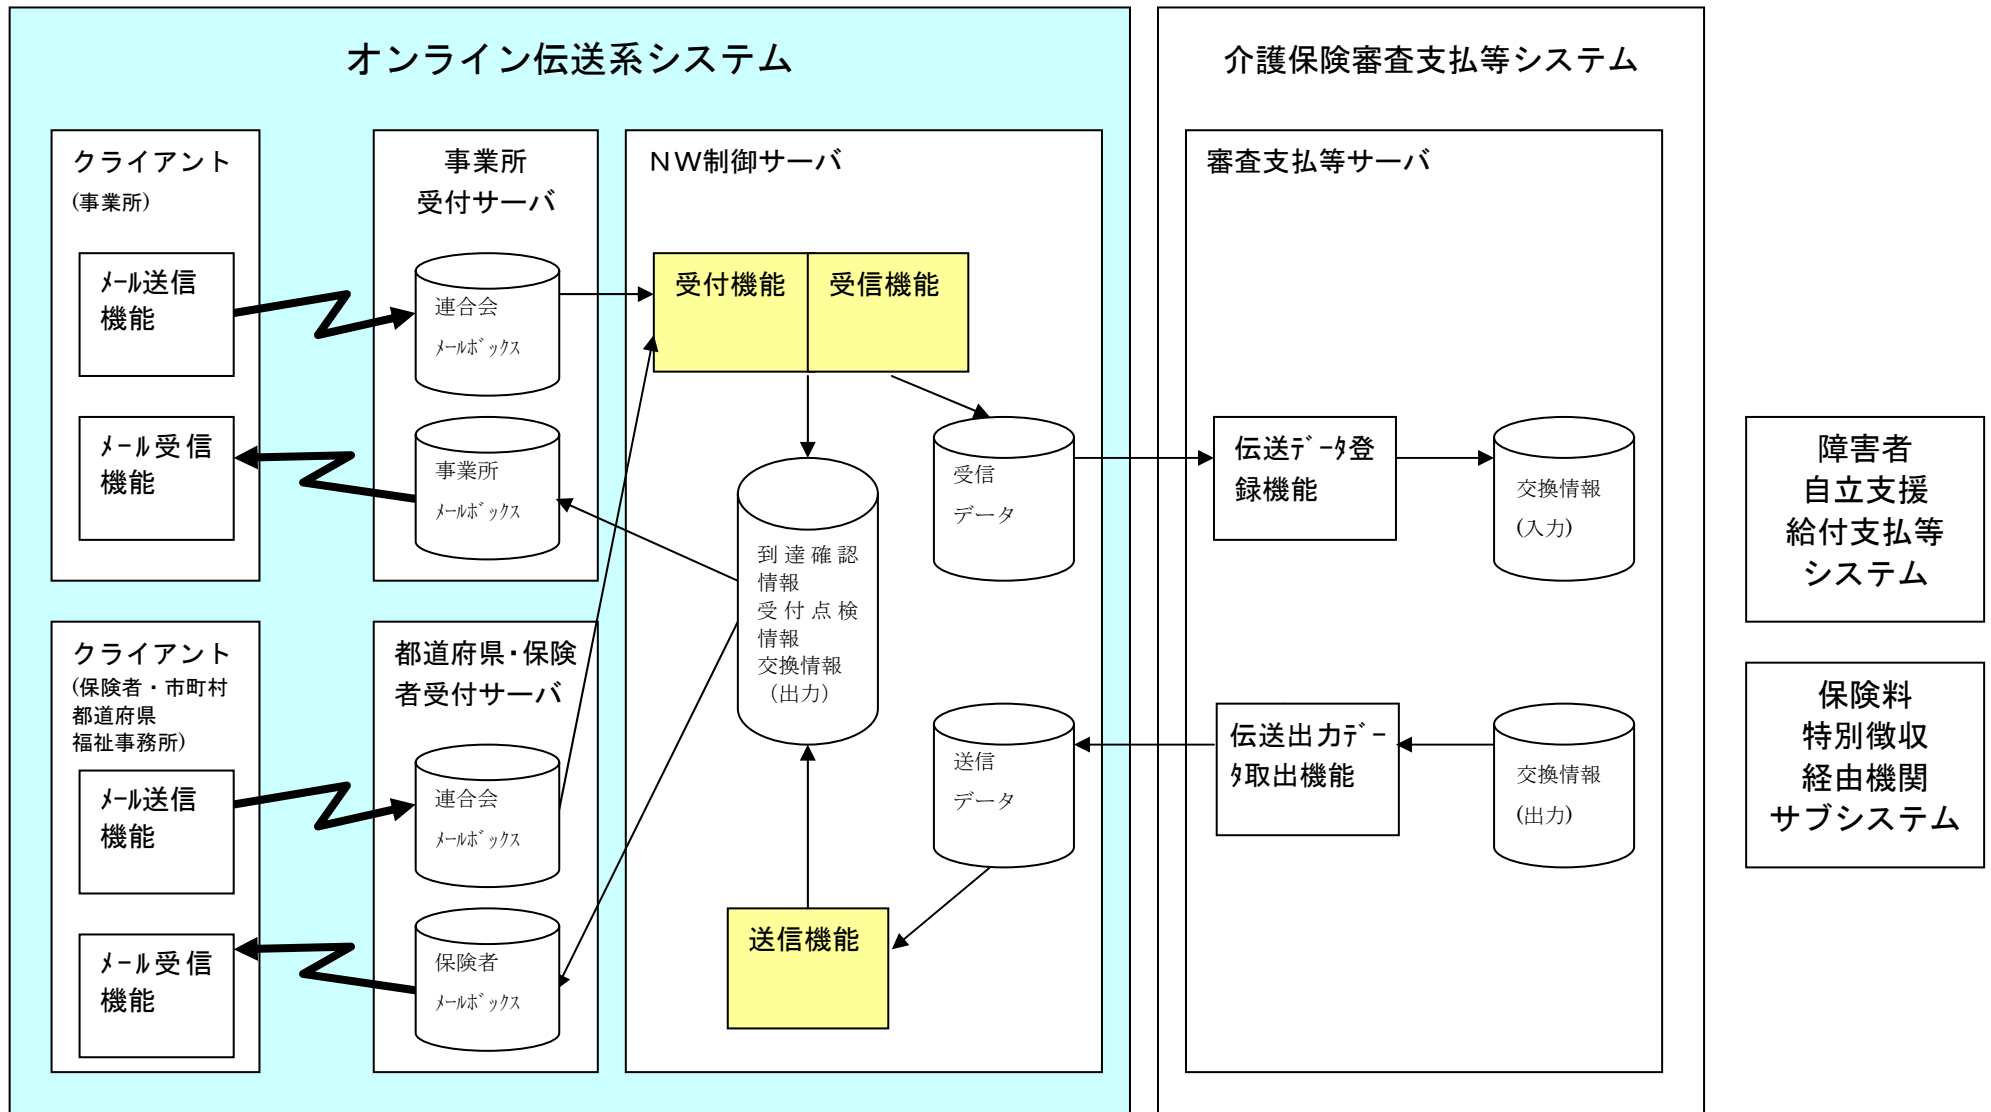 オンライン伝送系システム
介護保険審査支払等システム
クライアント
(事業所)
ﾒｰﾙ送信
機能
ﾒｰﾙ受信
機能
事業所
受付サーバ
連合会
ﾒｰﾙﾎﾞｯｸｽ
事業所
ﾒｰﾙﾎﾞｯｸｽ
クライアント
(保険者・市町村
都道府県
福祉事務所)
ﾒｰﾙ送信
機能
ﾒｰﾙ受信
機能
都道府県・保険
者受付サーバ
連合会
ﾒｰﾙﾎﾞｯｸｽ
保険者
ﾒｰﾙﾎﾞｯｸｽ
ＮＷ制御サーバ
受付機能
受信機能
到達確認
情報
受付点検
情報
交換情報
（出力）
受信
データ
送信
データ
送信機能
審査支払等サーバ
伝送ﾃﾞｰﾀ登
録機能
交換情報
(入力)
伝送出力ﾃﾞｰ
ﾀ取出機能
交換情報
(出力)
障害者
自立支援
給付支払等
システム
保険料
特別徴収
経由機関
サブシステム